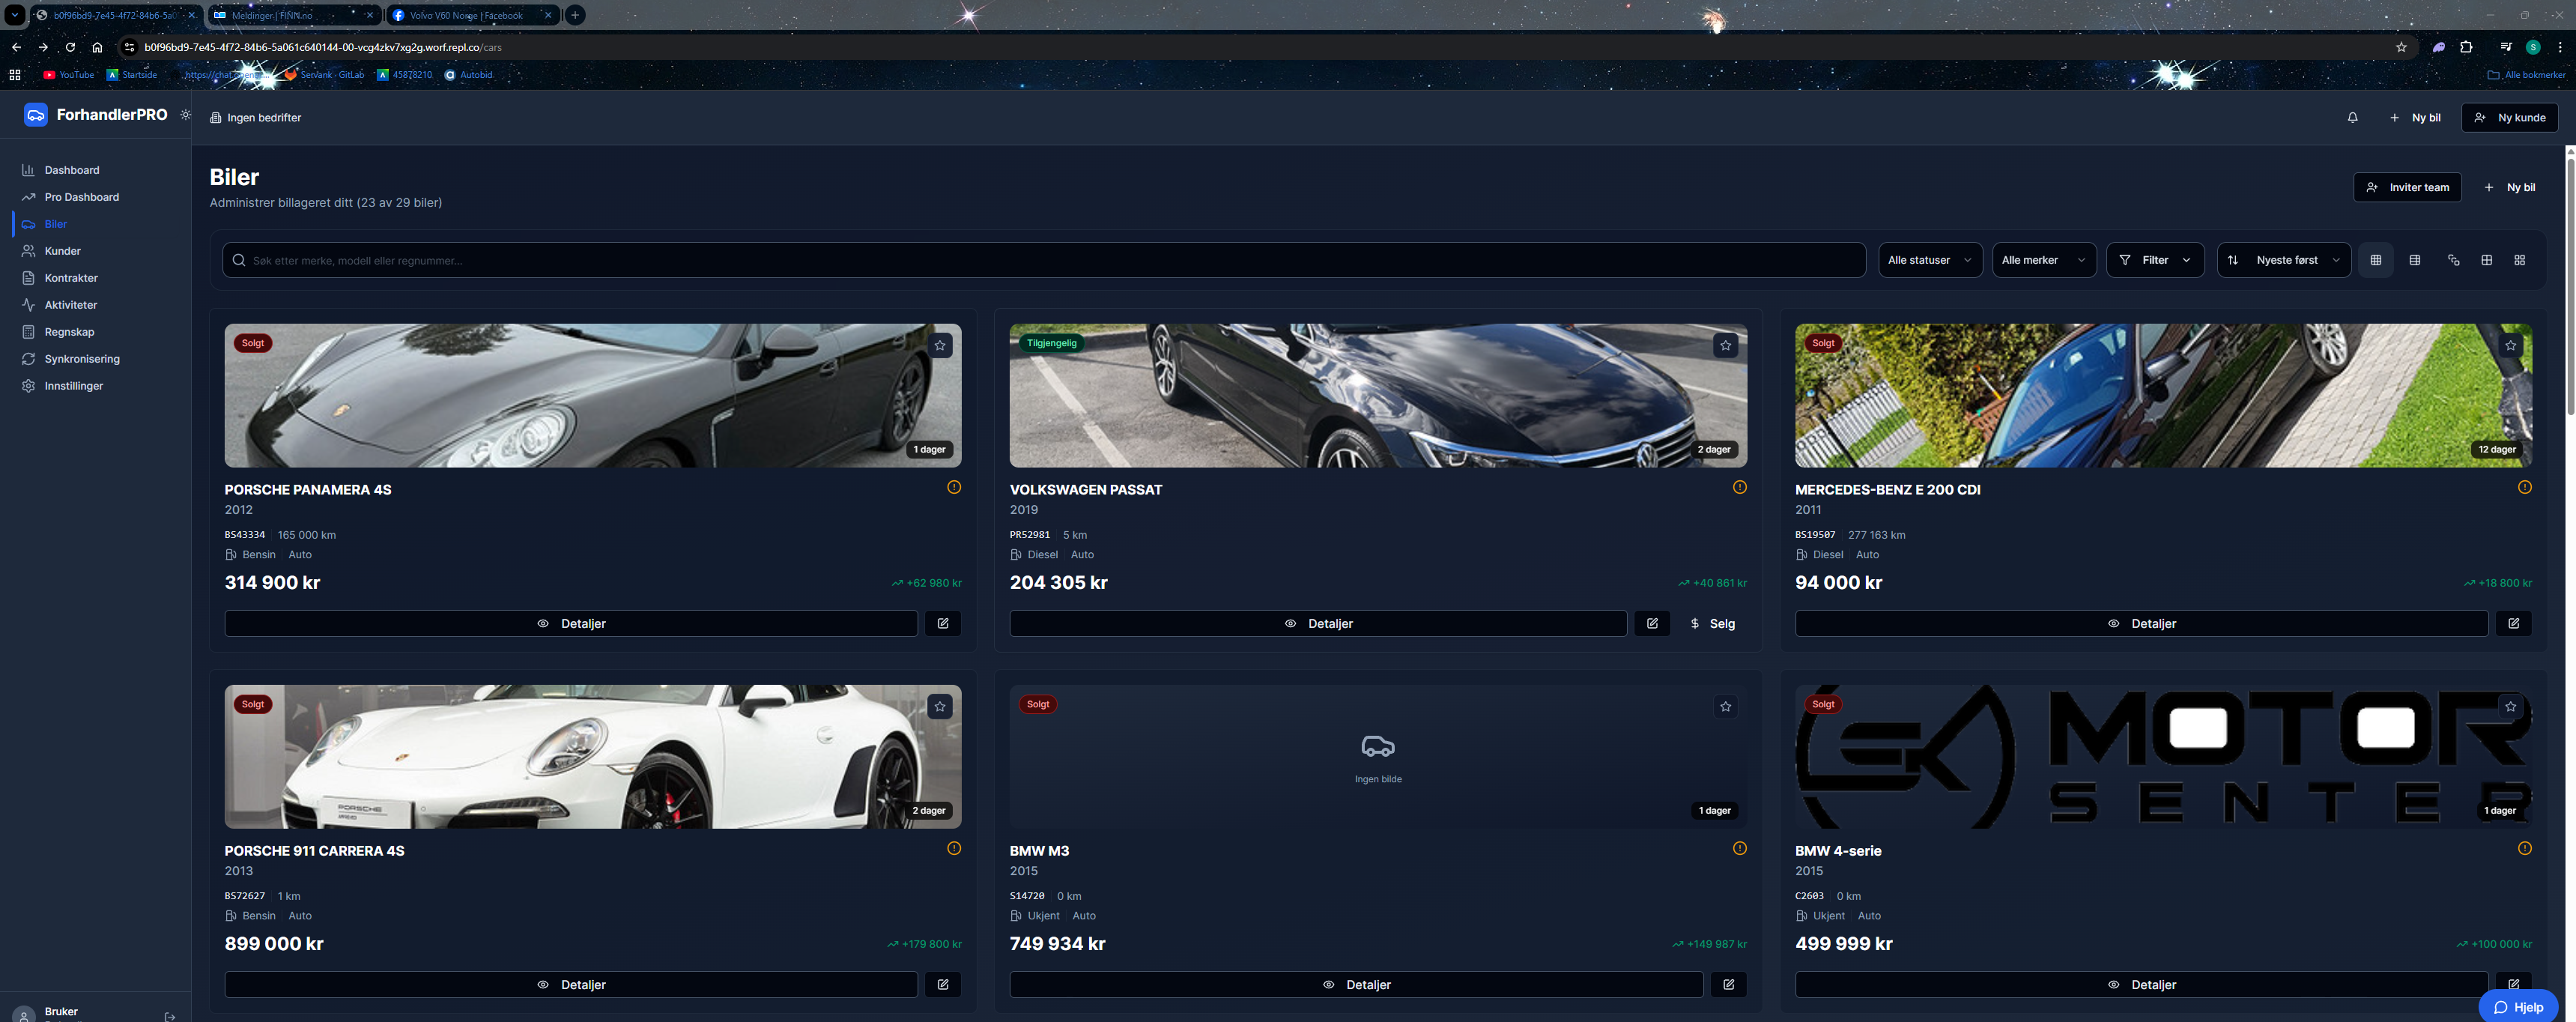 b0f96bd9-7e45-4f72-84b6-5a0
Meldinger | FINN.no
Volvo V60 Norge | Facebook
b0f96bd9-7e45-4f72-84b6-5a061c640144-00-vcg4zkv7xg2g.worf.repl.co/cars
S
YouTube
Startside
Servank · GitLab
45878210
Autobid
Alle bokmerker
ForhandlerPRO
Ingen bedrifter
Ny bil
Ny kunde
Dashboard
Pro Dashboard
Biler
Kunder
Kontrakter
Aktiviteter
Regnskap
Synkronisering
Innstillinger
Bruker
Biler
Administrer billageret ditt (23 av 29 biler)
Inviter team
Ny bil
Søk etter merke, modell eller regnummer...
Alle statuser
Alle merker
Filter
Nyeste først
Solgt
1 dager
PORSCHE PANAMERA 4S
2012
BS43334 165 000 km
Bensin Auto
314 900 kr
+62 980 kr
Detaljer
Tilgjengelig
2 dager
VOLKSWAGEN PASSAT
2019
PR52981 5 km
Diesel Auto
204 305 kr
+40 861 kr
Detaljer
$ Selg
Solgt
12 dager
MERCEDES-BENZ E 200 CDI
2011
BS19507 277 163 km
Diesel Auto
94 000 kr
+18 800 kr
Detaljer
Solgt
PORSCHE
2 dager
PORSCHE 911 CARRERA 4S
2013
BS72627 1 km
Bensin Auto
899 000 kr
+179 800 kr
Detaljer
Solgt
Ingen bilde
1 dager
BMW M3
2015
S14720 0 km
Ukjent Auto
749 934 kr
+149 987 kr
Detaljer
Solgt
MOTOR
SENTER
1 dager
BMW 4-serie
2015
C2603 0 km
Ukjent Auto
499 999 kr
+100 000 kr
Detaljer
Hjelp